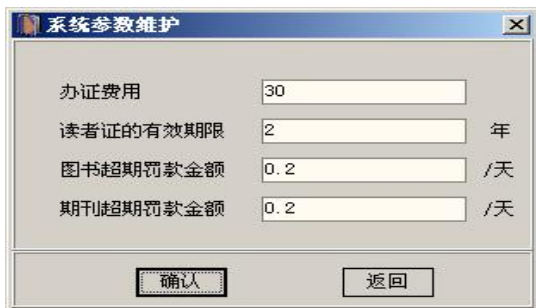 系统参数维护
办证费用 30
读者证的有效期限 2 年
图书超期罚款金额 0.2 /天
期刊超期罚款金额 0.2 /天
确认 返回